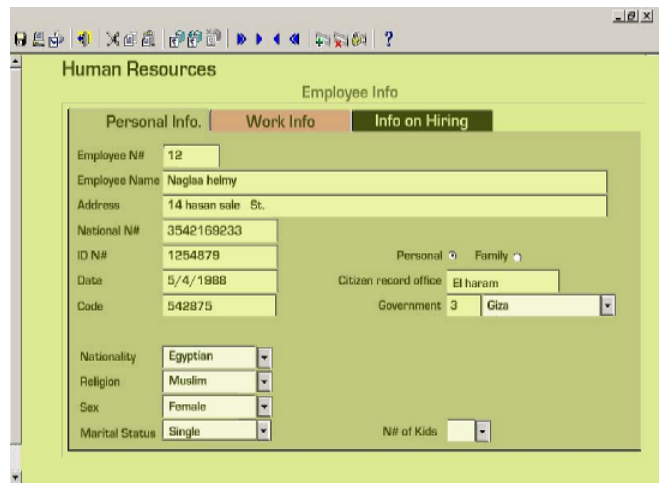 Human Resources
Employee Info
Personal Info. Work Info Info on Hiring
Employee N# 12
Employee Name Naglaa helmy
Address 14 hasan sale St.
National N# 3542169233
ID N# 1254879 Personal Family
Date 5/4/1988 Citizen record office El haram
Code 542875 Government 3 Giza
Nationality Egyptian
Religion Muslim
Sex Female
Marital Status Single N# of Kids